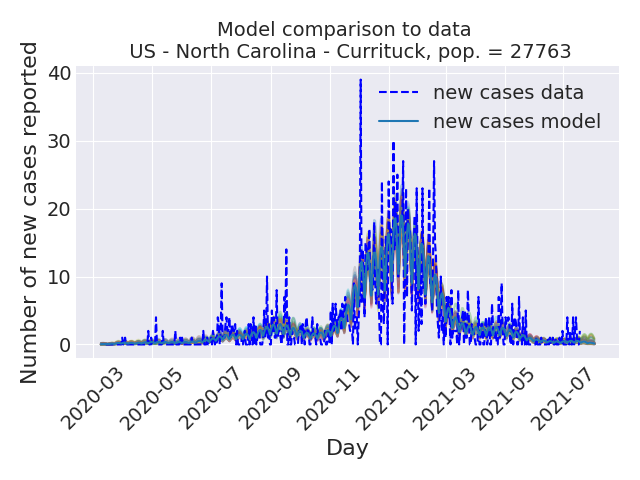 Model comparison to data
US - North Carolina - Currituck, pop. = 27763
Number of new cases reported
40
30
20
10
0
new cases data
new cases model
2020-03
2020-05
2020-07
2020-09
2020-11
2021-01
2021-03
2021-05
2021-07
Day